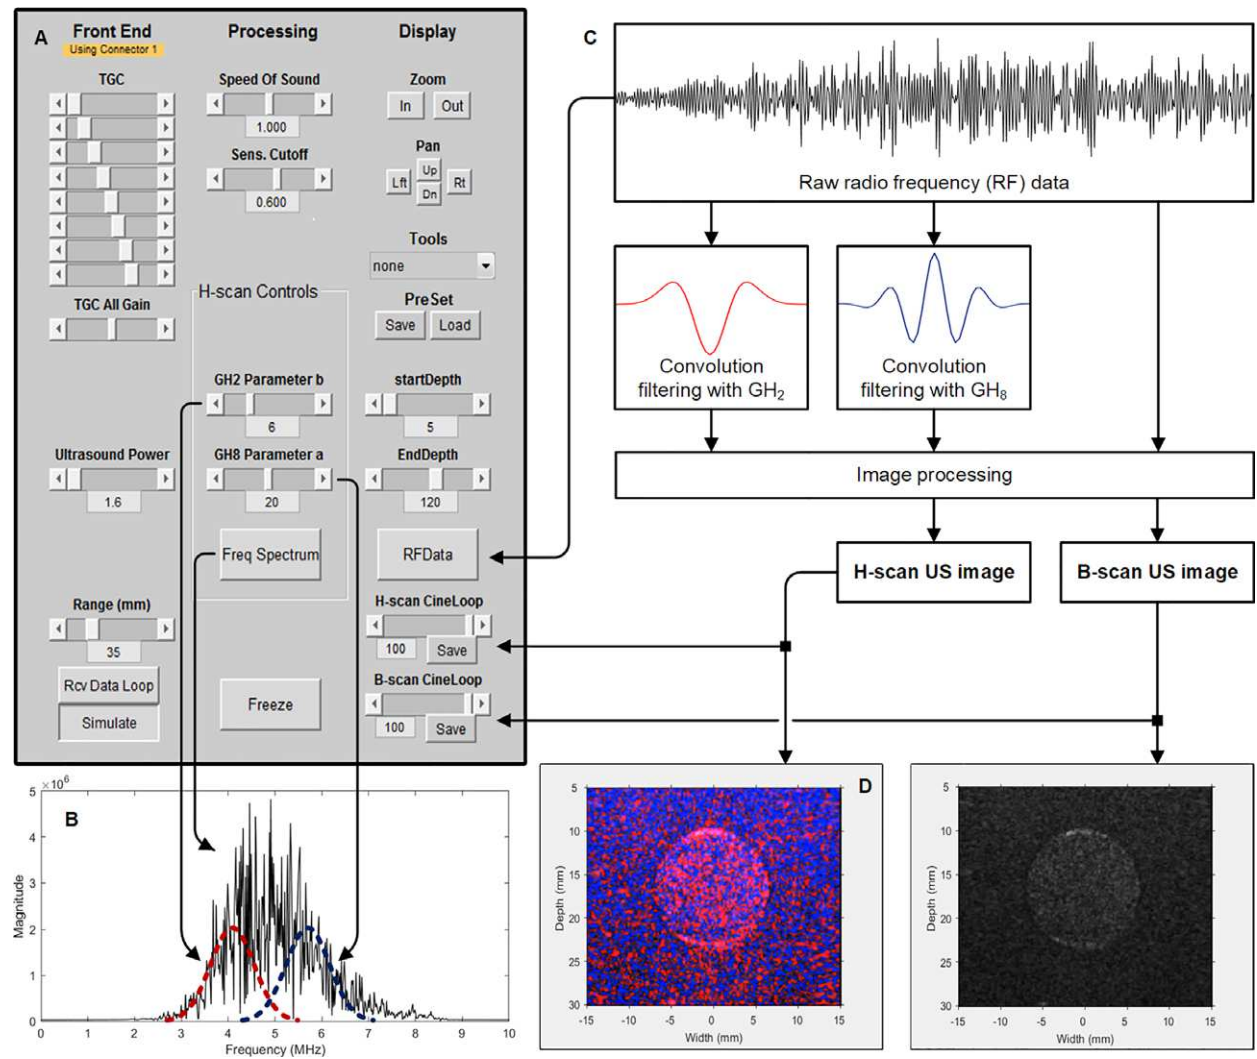 A
Front End
Processing
Display
Using Connector 1
TGC
Speed Of Sound
1.000
Sens. Cutoff
0.600
Zoom
In
Out
Pan
Lft
Up
Dn
Rt
Tools
none
TGC All Gain
H-scan Controls
PreSet
Save
Load
GH2 Parameter b
6
startDepth
5
Ultrasound Power
1.6
GH8 Parameter a
20
EndDepth
120
Freq Spectrum
RFData
Range (mm)
35
H-scan CineLoop
100
Save
Rcv Data Loop
Simulate
Freeze
B-scan CineLoop
100
Save
C
Raw radio frequency (RF) data
Convolution
filtering with GH2
Convolution
filtering with GH8
Image processing
H-scan US image
B-scan US image
B
×10^6
5
4
3
2
1
0
Magnitude
0 1 2 3 4 5 6 7 8 9 10
Frequency (MHz)
D
5
10
15
20
25
30
Depth (mm)
-15 -10 -5 0 5 10 15
Width (mm)
5
10
15
20
25
30
Depth (mm)
-15 -10 -5 0 5 10 15
Width (mm)